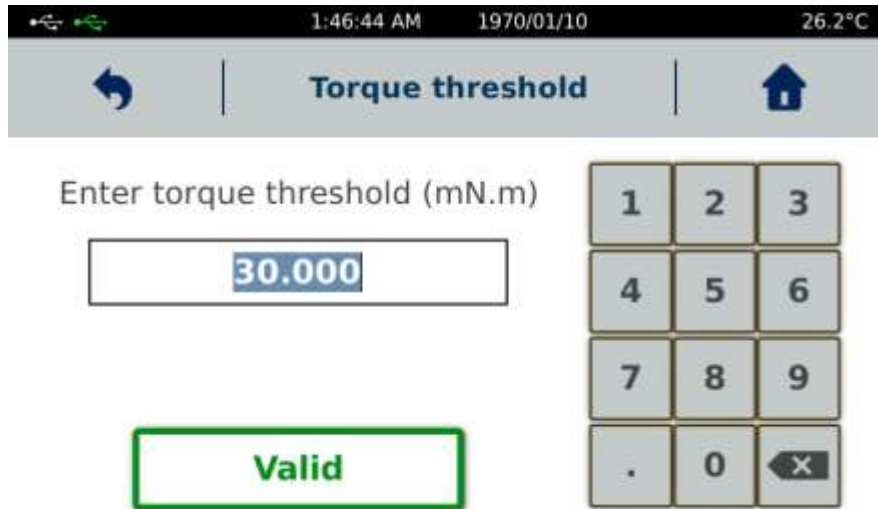 1:46:44 AM 1970/01/10 26.2°C
Torque threshold
Enter torque threshold (mN.m)
30.000
1 2 3
4 5 6
7 8 9
. 0
Valid